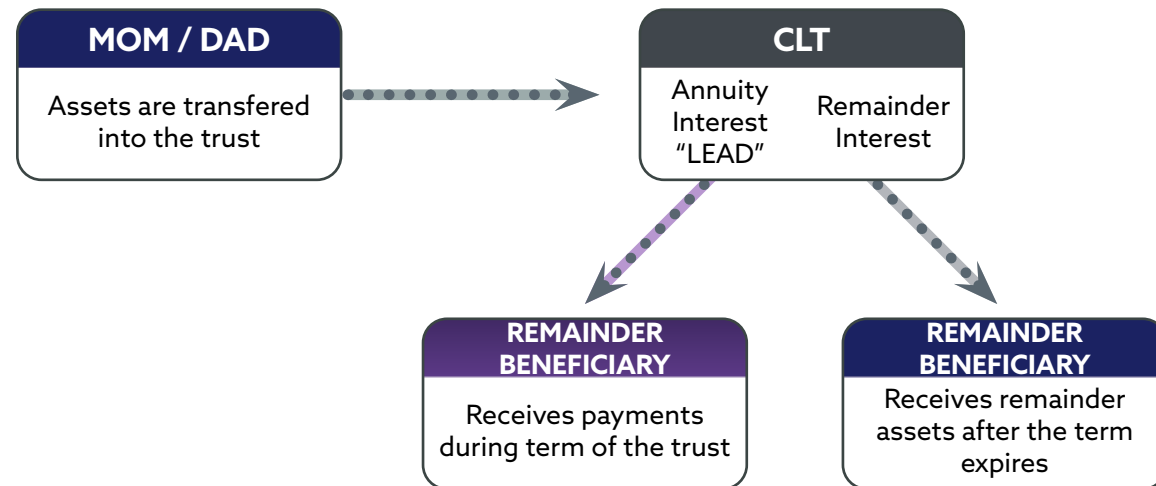 MOM / DAD
Assets are transfered
into the trust
CLT
Annuity
Interest
“LEAD”
Remainder
Interest
REMAINDER
BENEFICIARY
Receives payments
during term of the trust
REMAINDER
BENEFICIARY
Receives remainder
assets after the term
expires